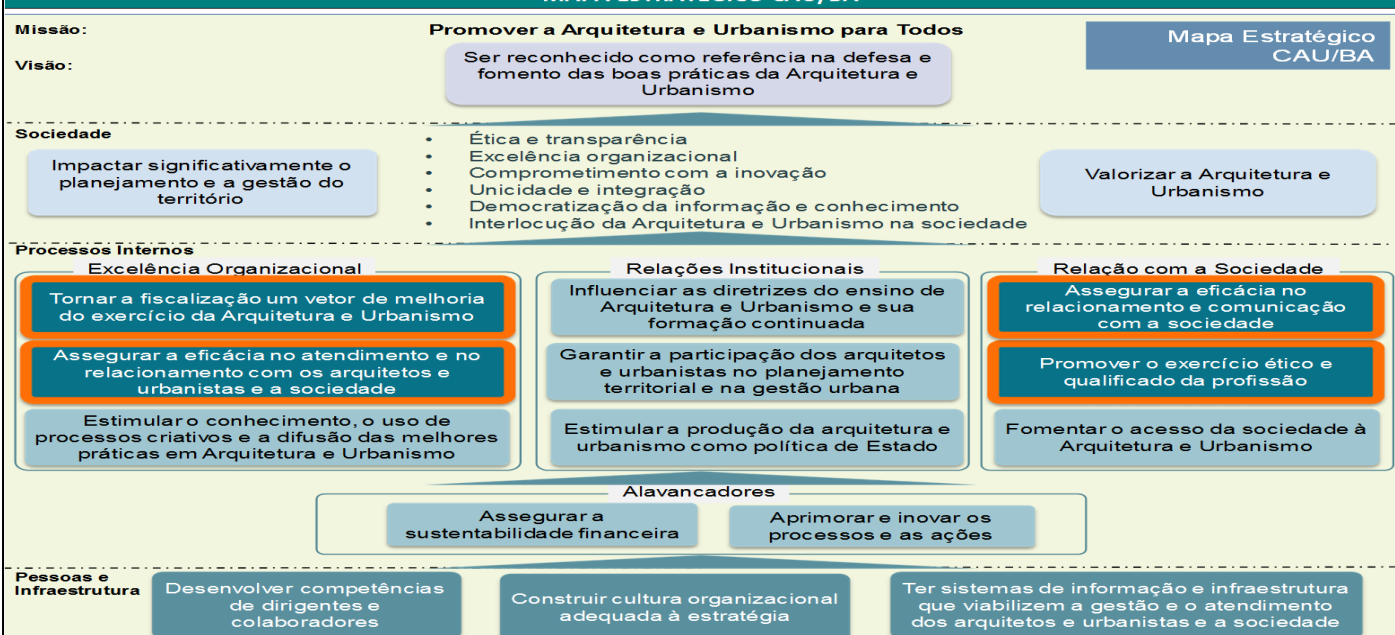 MAPA ESTRATÉGICO CAU/BA
Missão:
Promover a Arquitetura e Urbanismo para Todos
Mapa Estratégico
CAU/BA
Visão:
Ser reconhecido como referência na defesa e
fomento das boas práticas da Arquitetura e
Urbanismo
Sociedade
Impactar significativamente o
planejamento e a gestão do
território
• Ética e transparência
• Excelência organizacional
• Comprometimento com a inovação
• Unicidade e integração
• Democratização da informação e conhecimento
• Interlocução da Arquitetura e Urbanismo na sociedade
Valorizar a Arquitetura e
Urbanismo
Processos Internos
Excelência Organizacional
Tornar a fiscalização um vetor de melhoria
do exercício da Arquitetura e Urbanismo
Assegurar a eficácia no atendimento e no
relacionamento com os arquitetos e
urbanistas e a sociedade
Estimular o conhecimento, o uso de
processos criativos e a difusão das melhores
práticas em Arquitetura e Urbanismo
Relações Institucionais
Influenciar as diretrizes do ensino de
Arquitetura e Urbanismo e sua
formação continuada
Garantir a participação dos arquitetos
e urbanistas no planejamento
territorial e na gestão urbana
Estimular a produção da arquitetura e
urbanismo como política de Estado
Relação com a Sociedade
Assegurar a eficácia no
relacionamento e comunicação
com a sociedade
Promover o exercício ético e
qualificado da profissão
Fomentar o acesso da sociedade à
Arquitetura e Urbanismo
Alavancadores
Assegurar a
sustentabilidade financeira
Aprimorar e inovar os
processos e as ações
Pessoas e
Infraestrutura
Desenvolver competências
de dirigentes e
colaboradores
Construir cultura organizacional
adequada à estratégia
Ter sistemas de informação e infraestrutura
que viabilizem a gestão e o atendimento
dos arquitetos e urbanistas e a sociedade